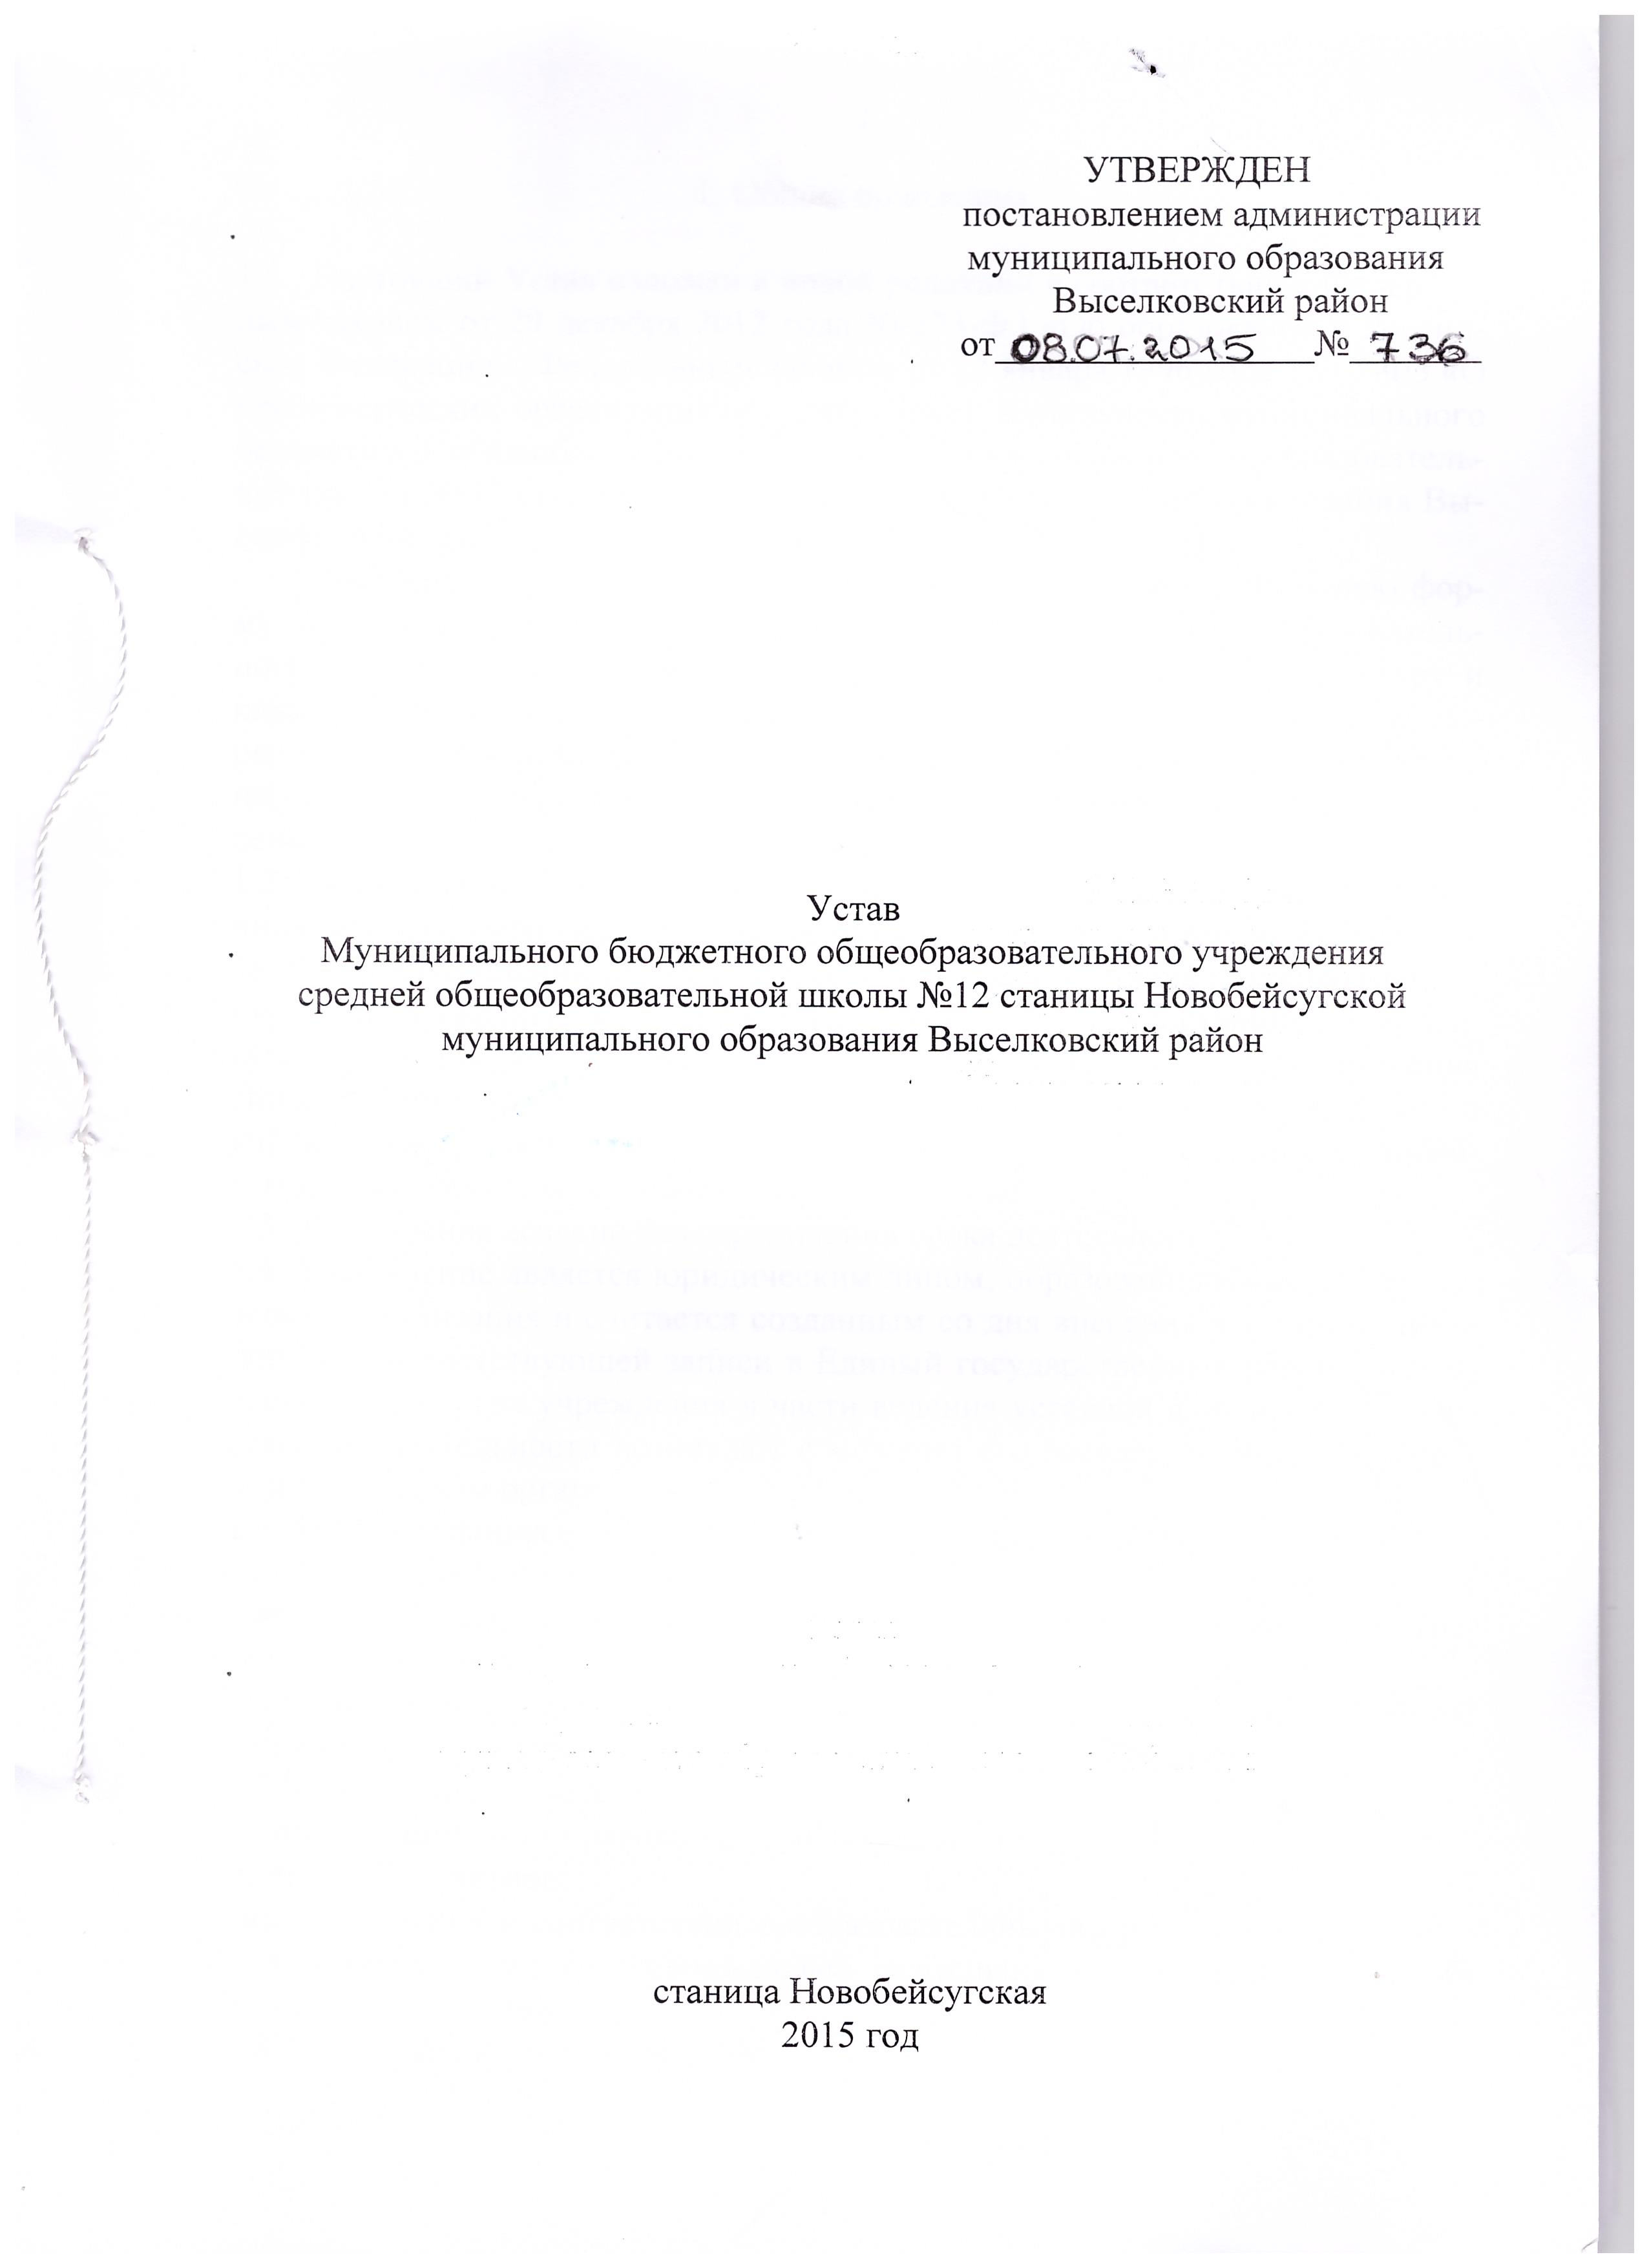 УТВЕРЖДЕН
постановлением администрации
муниципального образования
Выселковский район
от 08.07.2015 № 736
Устав
Муниципального бюджетного общеобразовательного учреждения
средней общеобразовательной школы №12 станицы Новобейсугской
муниципального образования Выселковский район
станица Новобейсугская
2015 год